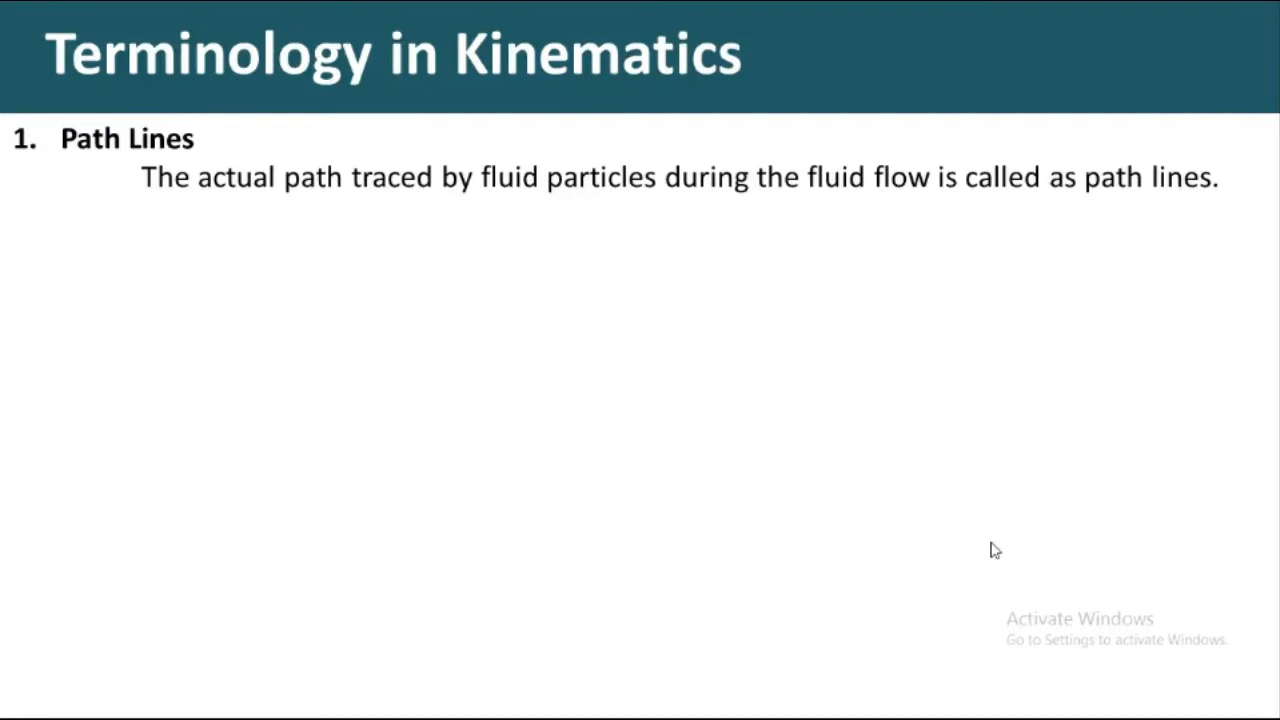 Terminology in Kinematics
1. Path Lines
The actual path traced by fluid particles during the fluid flow is called as path lines.
Activate Windows
Go to Settings to activate Windows.